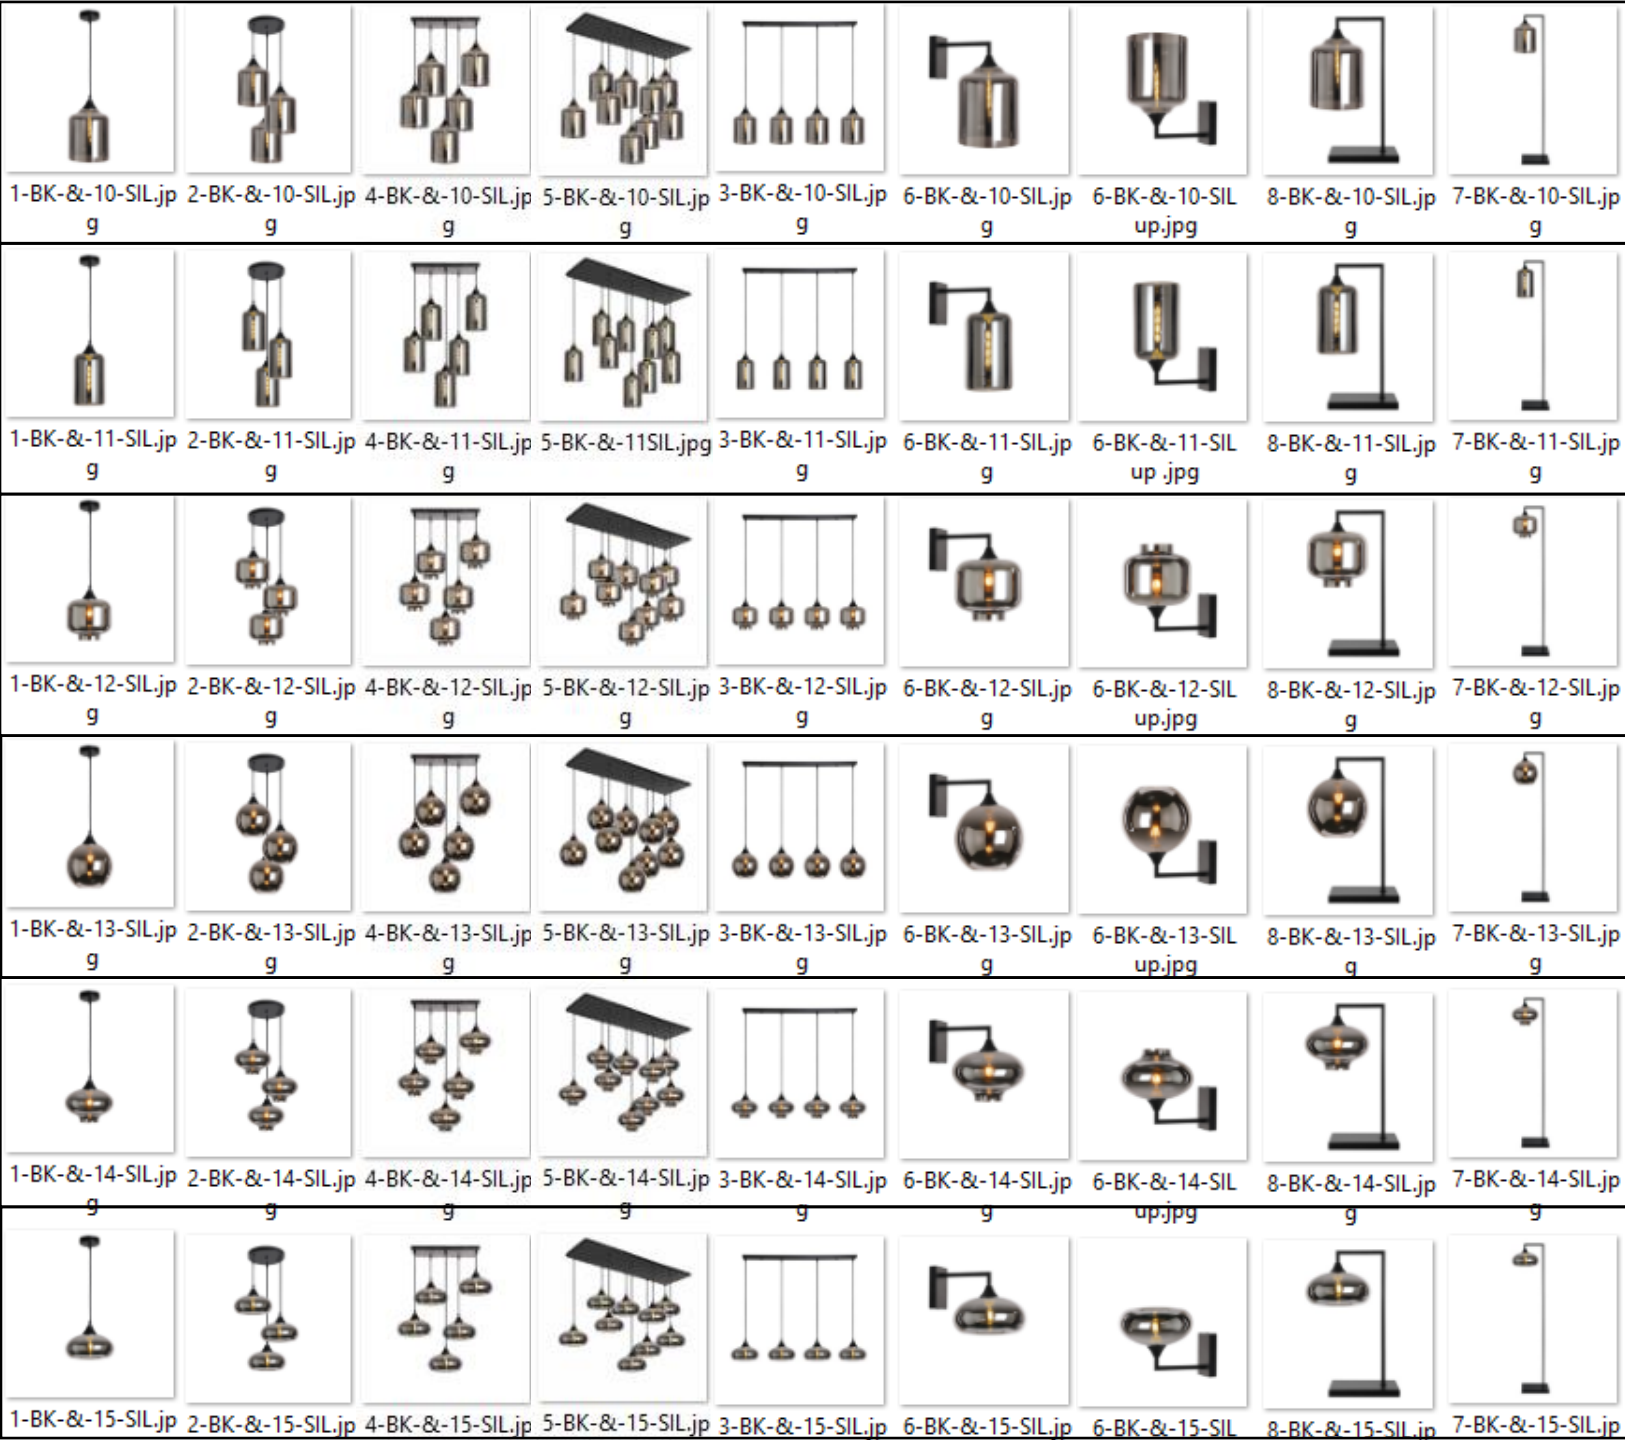 1-BK-&-10-SIL.jp 2-BK-&-10-SIL.jp 4-BK-&-10-SIL.jp 5-BK-&-10-SIL.jp 3-BK-&-10-SIL.jp 6-BK-&-10-SIL.jp 6-BK-&-10-SIL 8-BK-&-10-SIL.jp 7-BK-&-10-SIL.jp
g g g g g g up.jpg g g
1-BK-&-11-SIL.jp 2-BK-&-11-SIL.jp 4-BK-&-11-SIL.jp 5-BK-&-11SIL.jpg 3-BK-&-11-SIL.jp 6-BK-&-11-SIL.jp 6-BK-&-11-SIL 8-BK-&-11-SIL.jp 7-BK-&-11-SIL.jp
g g g g g up .jpg g g
1-BK-&-12-SIL.jp 2-BK-&-12-SIL.jp 4-BK-&-12-SIL.jp 5-BK-&-12-SIL.jp 3-BK-&-12-SIL.jp 6-BK-&-12-SIL.jp 6-BK-&-12-SIL 8-BK-&-12-SIL.jp 7-BK-&-12-SIL.jp
g g g g g g up.jpg g g
1-BK-&-13-SIL.jp 2-BK-&-13-SIL.jp 4-BK-&-13-SIL.jp 5-BK-&-13-SIL.jp 3-BK-&-13-SIL.jp 6-BK-&-13-SIL.jp 6-BK-&-13-SIL 8-BK-&-13-SIL.jp 7-BK-&-13-SIL.jp
g g g g g g up.jpg g g
1-BK-&-14-SIL.jp 2-BK-&-14-SIL.jp 4-BK-&-14-SIL.jp 5-BK-&-14-SIL.jp 3-BK-&-14-SIL.jp 6-BK-&-14-SIL.jp 6-BK-&-14-SIL 8-BK-&-14-SIL.jp 7-BK-&-14-SIL.jp
g g g g g g up.jpg g g
1-BK-&-15-SIL.jp 2-BK-&-15-SIL.jp 4-BK-&-15-SIL.jp 5-BK-&-15-SIL.jp 3-BK-&-15-SIL.jp 6-BK-&-15-SIL.jp 6-BK-&-15-SIL 8-BK-&-15-SIL.jp 7-BK-&-15-SIL.jp